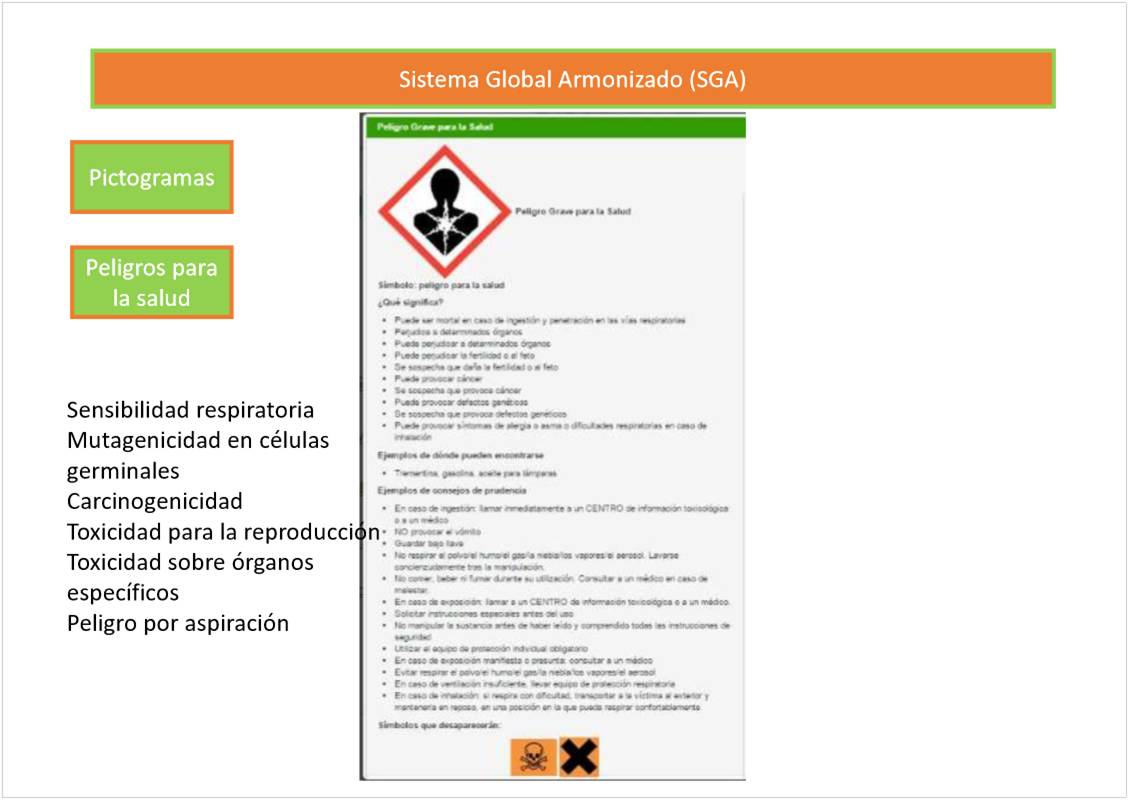 Sistema Global Armonizado (SGA)
Pictogramas
Peligros para
la salud
Sensibilidad respiratoria
Mutagenicidad en células
germinales
Carcinogenicidad
Toxicidad para la reproducción
Toxicidad sobre órganos
específicos
Peligro por aspiración
Peligro Grave para la Salud
Peligro Grave para la Salud
Símbolo: peligro para la salud
¿Qué significa?
Puede ser mortal en caso de ingestión y penetración en las vías respiratorias
Perjudica a determinados órganos
Puede perjudicar a determinados órganos
Puede perjudicar la fertilidad o al feto
Se sospecha que daña la fertilidad o al feto
Puede provocar cáncer
Se sospecha que provoca cáncer
Puede provocar defectos genéticos
Se sospecha que provoca defectos genéticos
Puede provocar síntomas de alergia o asma o dificultades respiratorias en caso de
inhalación
Ejemplos de dónde pueden encontrarse
Trementina, gasolina, aceite para lámparas
Ejemplos de consejos de prudencia
En caso de ingestión: llamar inmediatamente a un CENTRO de información toxicológica
o a un médico
NO provocar el vómito
Guardar bajo llave
No respirar el polvo/el humo/el gas/la niebla/los vapores/el aerosol. Lavarse
concienzudamente tras la manipulación.
No comer, beber ni fumar durante su utilización. Consultar a un médico en caso de
malestar.
En caso de exposición: llamar a un CENTRO de información toxicológica o a un médico.
Solicitar instrucciones especiales antes del uso
No manipular la sustancia antes de haber leído y comprendido todas las instrucciones de
seguridad
Utilizar el equipo de protección individual obligatorio
En caso de exposición manifiesta o presunta: consultar a un médico
Evitar respirar el polvo/el humo/el gas/la niebla/los vapores/el aerosol
En caso de ventilación insuficiente, llevar equipo de protección respiratoria
En caso de inhalación: si respira con dificultad, transportar a la víctima al exterior y
mantenerla en reposo, en una posición en la que pueda respirar confortablemente
Símbolos que desaparecerán: